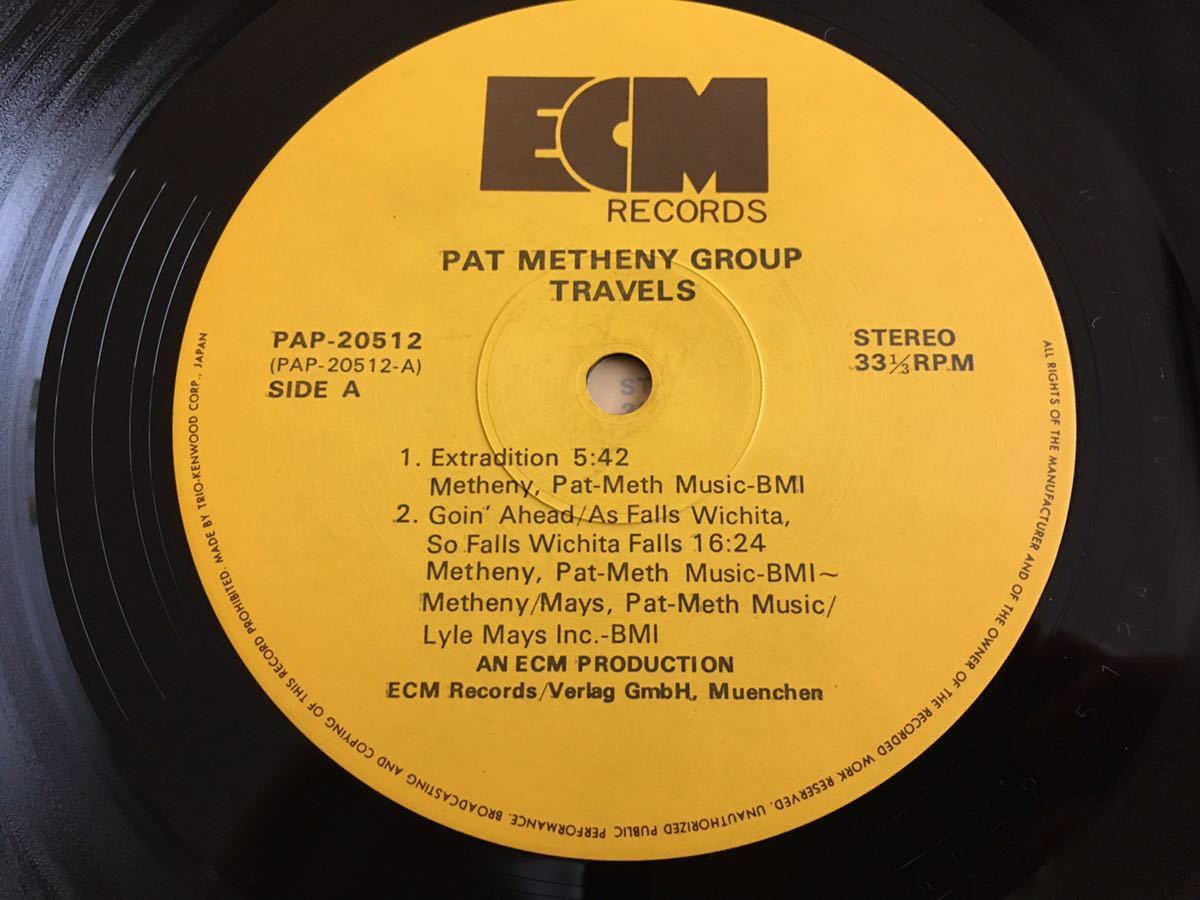 ECM
RECORDS
PAT METHENY GROUP
TRAVELS
PAP-20512
(PAP-20512-A)
SIDE A
STEREO
33⅓RPM
1. Extradition 5:42
Metheny, Pat-Meth Music-BMI
2. Goin' Ahead/As Falls Wichita,
So Falls Wichita Falls 16:24
Metheny, Pat-Meth Music-BMI~
Metheny/Mays, Pat-Meth Music/
Lyle Mays Inc.-BMI
AN ECM PRODUCTION
ECM Records/Verlag GmbH, Muenchen
ALL RIGHTS OF THE MANUFACTURER AND OF THE OWNER OF THE RECORDED WORK RESERVED. UNAUTHORIZED PUBLIC PERFORMANCE. BROADCASTING AND COPYING OF THIS RECORD PROHIBITED. MADE BY TRIO-KENWOOD CORP., JAPAN
ST